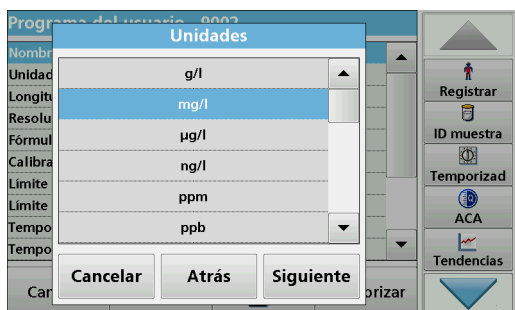 Programa del usuario 9002
Unidades
Nombr
Unidad
Longitu
Resolu
Fórmul
Calibra
Límite
Límite
Tempo
Tempo
g/l
mg/l
µg/l
ng/l
ppm
ppb
Cancelar
Atrás
Siguiente
Can
orizar
Registrar
ID muestra
Temporizad
ACA
Tendencias